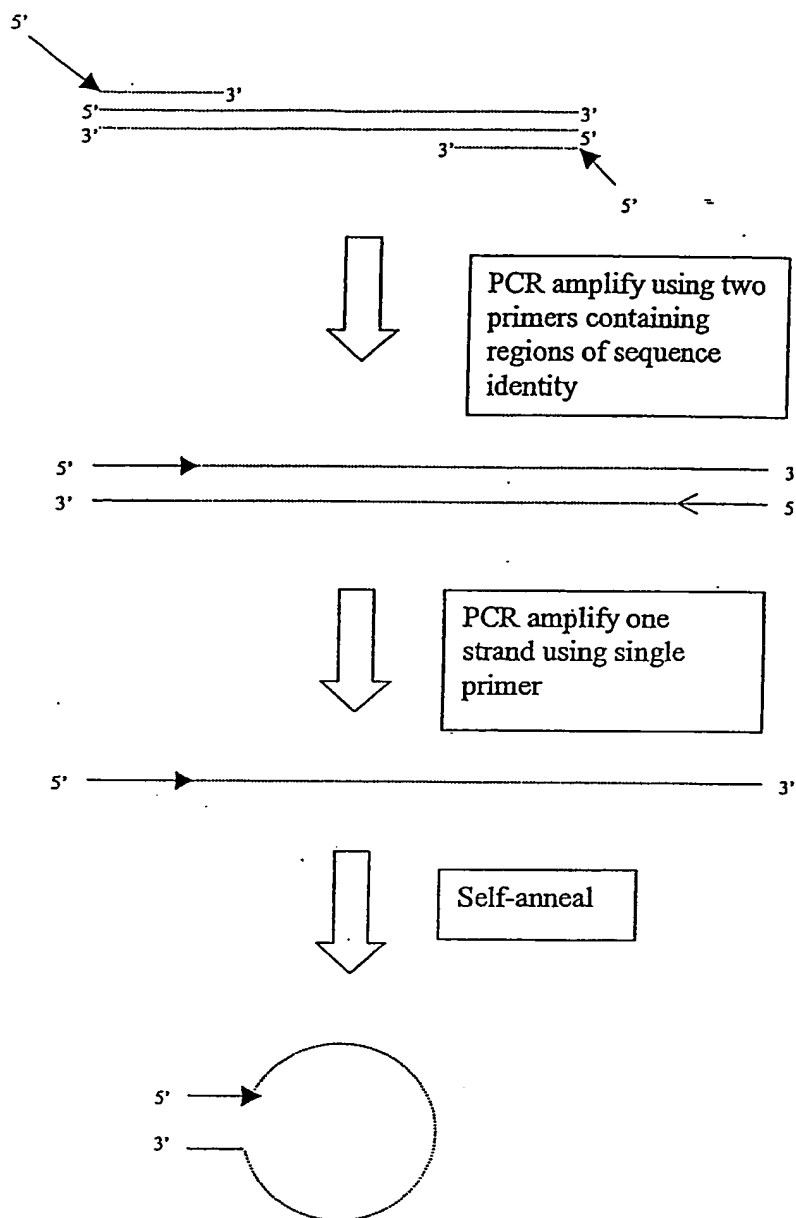 5'
3'
5'
3'
3'
5'
3'
5'
PCR amplify using two
primers containing
regions of sequence
identity
5'
3
3'
5
PCR amplify one
strand using single
primer
5'
3'
Self-anneal
5'
3'